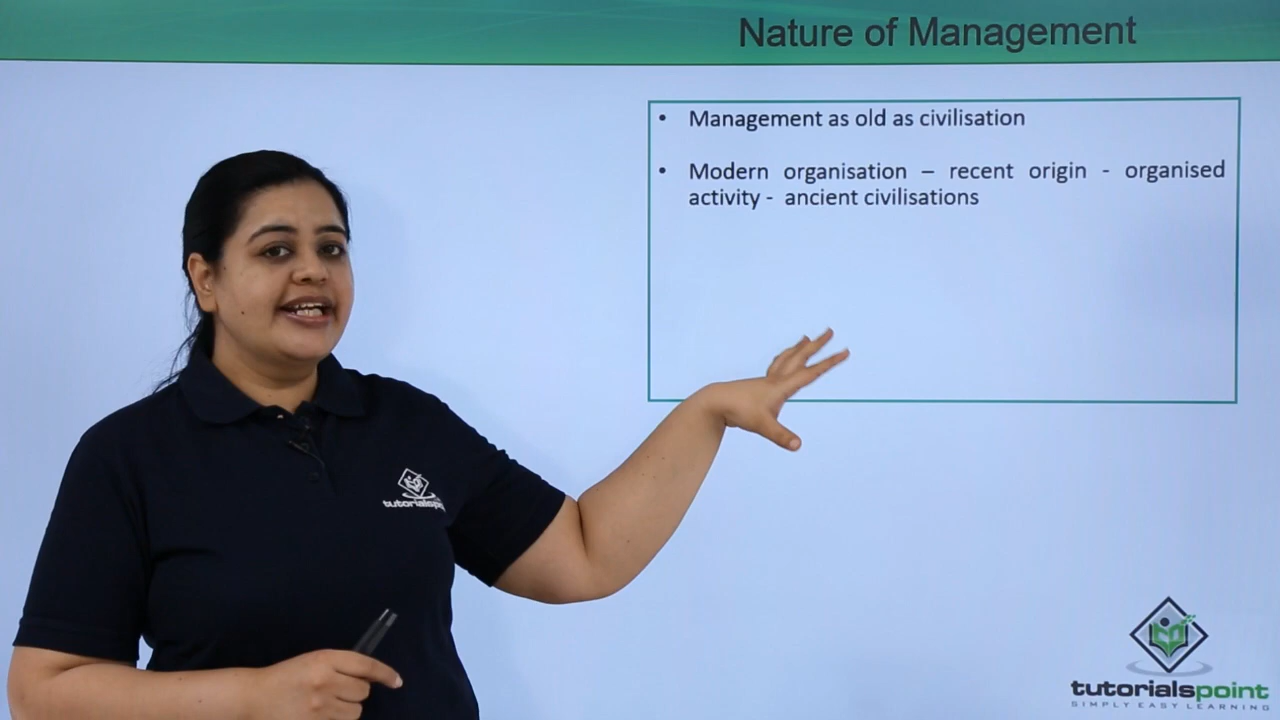 Nature of Management
• Management as old as civilisation
• Modern organisation – recent origin - organised
activity - ancient civilisations
tutorialspoint
tutorialspoint
SIMPLY EASY LEARNING